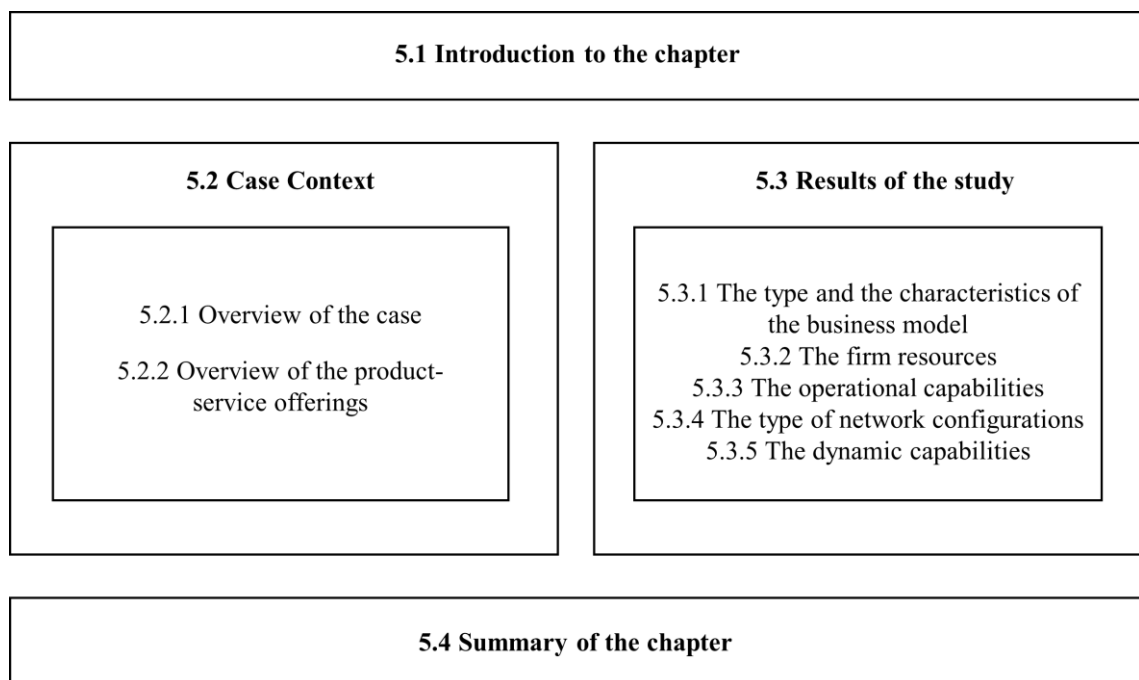 5.1 Introduction to the chapter
5.2 Case Context
5.2.1 Overview of the case
5.2.2 Overview of the product-
service offerings
5.3 Results of the study
5.3.1 The type and the characteristics of
the business model
5.3.2 The firm resources
5.3.3 The operational capabilities
5.3.4 The type of network configurations
5.3.5 The dynamic capabilities
5.4 Summary of the chapter